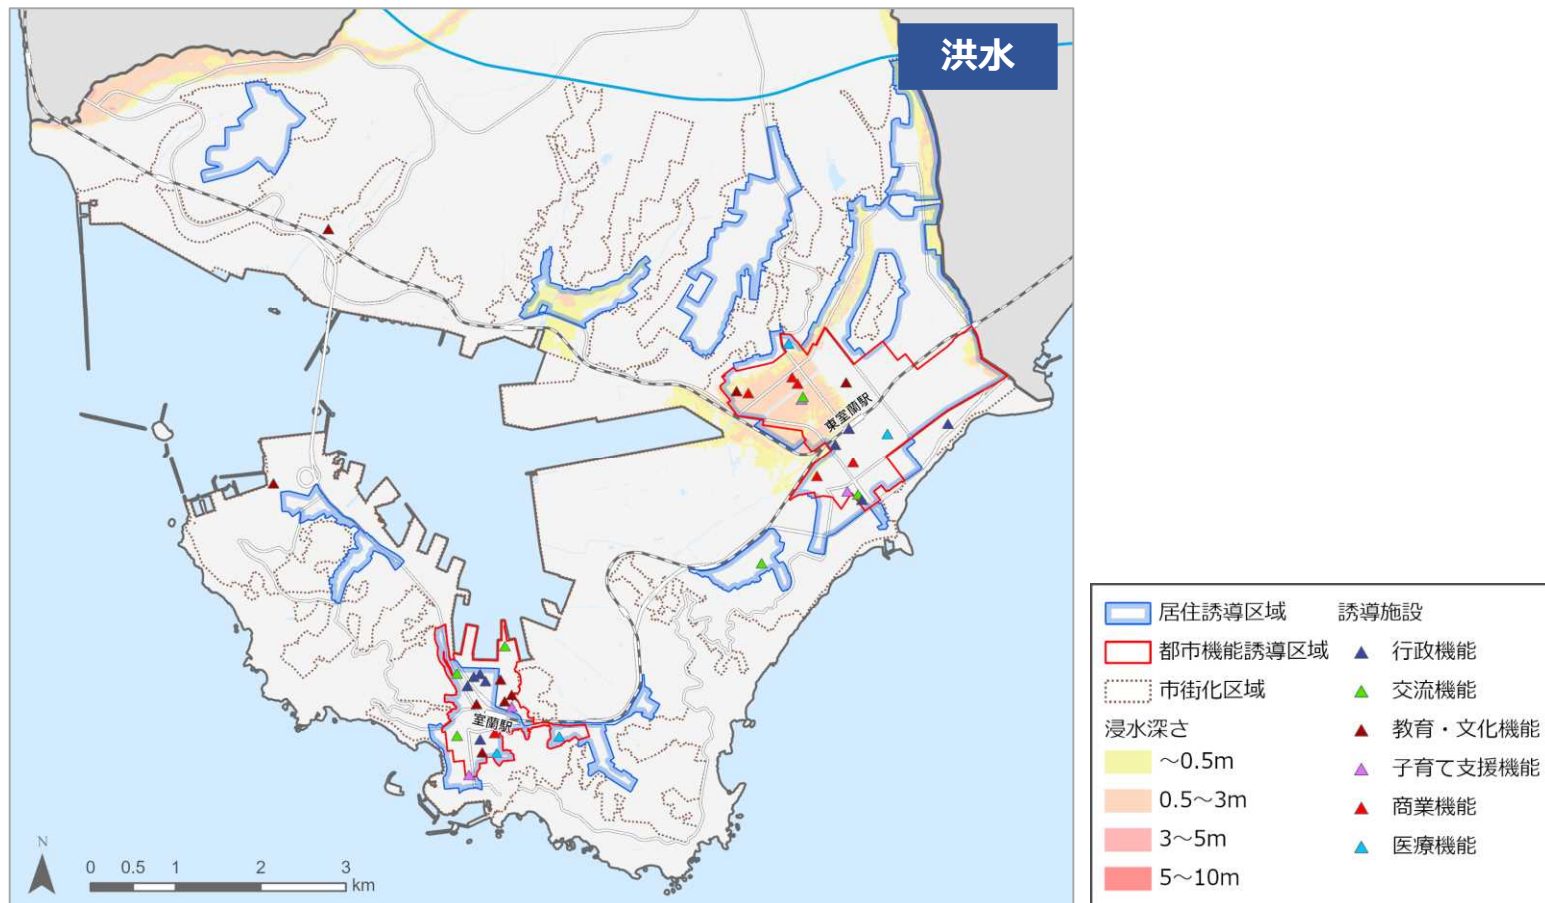 洪水
東室蘭駅
室蘭駅
N
0 0.5 1 2 3
km
居住誘導区域
都市機能誘導区域
市街化区域
浸水深さ
～0.5m
0.5～3m
3～5m
5～10m
誘導施設
行政機能
交流機能
教育・文化機能
子育て支援機能
商業機能
医療機能